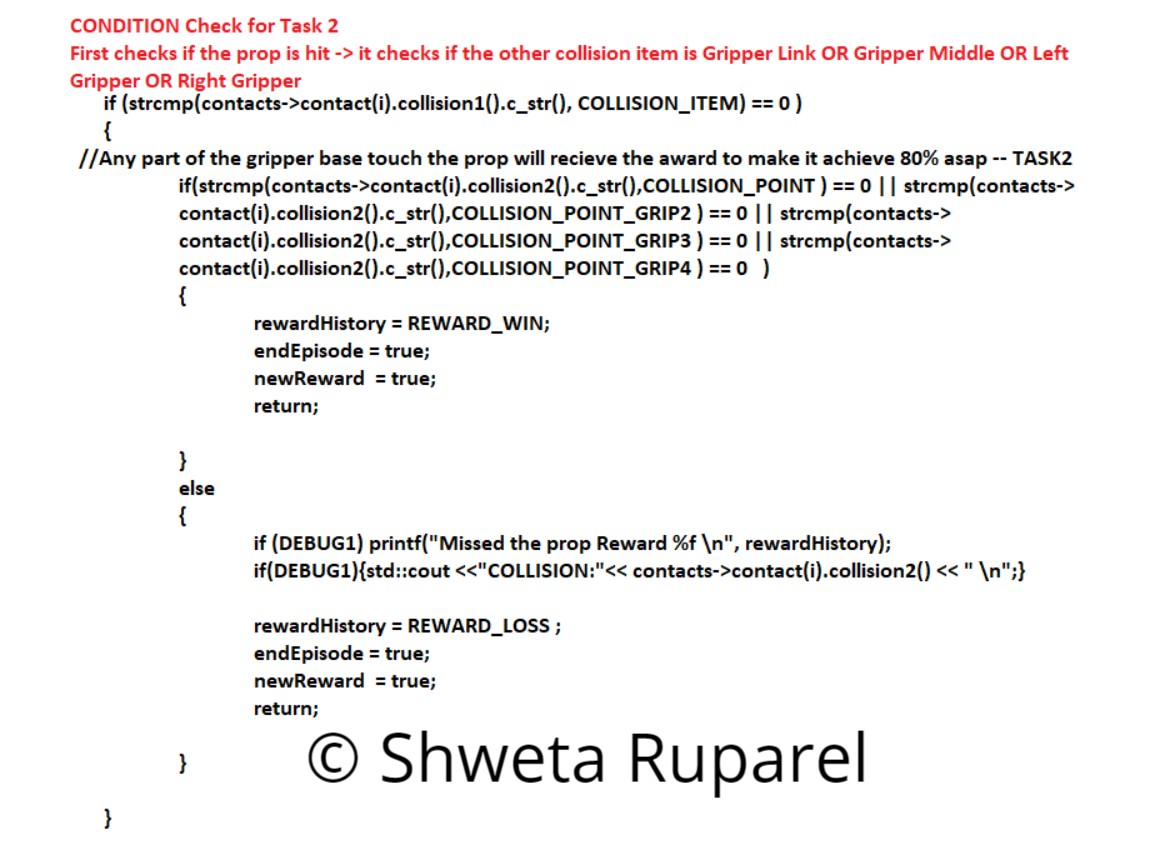 CONDITION Check for Task 2
First checks if the prop is hit -> it checks if the other collision item is Gripper Link OR Gripper Middle OR Left
Gripper OR Right Gripper
if (strcmp(contacts->contact(i).collision1().c_str(), COLLISION_ITEM) == 0 )
{
//Any part of the gripper base touch the prop will recieve the award to make it achieve 80% asap -- TASK2
if(strcmp(contacts->contact(i).collision2().c_str(),COLLISION_POINT ) == 0 || strcmp(contacts->
contact(i).collision2().c_str(),COLLISION_POINT_GRIP2 ) == 0 || strcmp(contacts->
contact(i).collision2().c_str(),COLLISION_POINT_GRIP3 ) == 0 || strcmp(contacts->
contact(i).collision2().c_str(),COLLISION_POINT_GRIP4 ) == 0 )
{
rewardHistory = REWARD_WIN;
endEpisode = true;
newReward = true;
return;
}
else
{
if (DEBUG1) printf("Missed the prop Reward %f \n", rewardHistory);
if(DEBUG1){std::cout <<"COLLISION:"<< contacts->contact(i).collision2() << " \n";}
rewardHistory = REWARD_LOSS ;
endEpisode = true;
newReward = true;
return;
© Shweta Ruparel
}
}